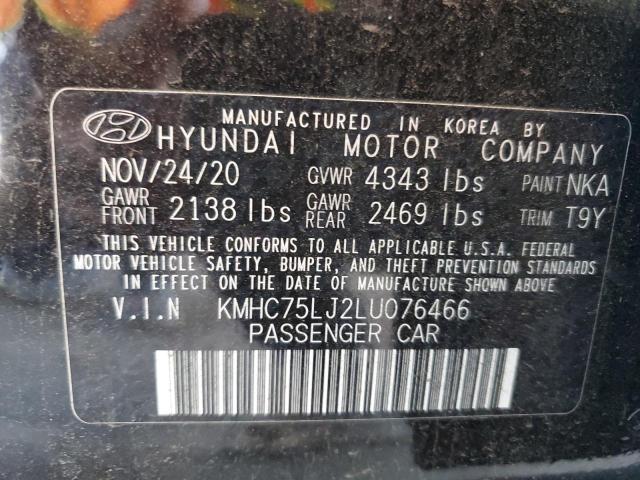 MANUFACTURED IN KOREA BY
HYUNDAI MOTOR COMPANY
NOV/24/20 GVWR 4343 lbs PAINT NKA
GAWR FRONT 2138 lbs GAWR REAR 2469 lbs TRIM T9Y
THIS VEHICLE CONFORMS TO ALL APPLICABLE U.S.A. FEDERAL
MOTOR VEHICLE SAFETY, BUMPER, AND THEFT PREVENTION
STANDARDS IN EFFECT ON THE DATE OF MANUFACTURE SHOWN ABOVE
V.I.N KMHC75LJ2LU076466
PASSENGER CAR